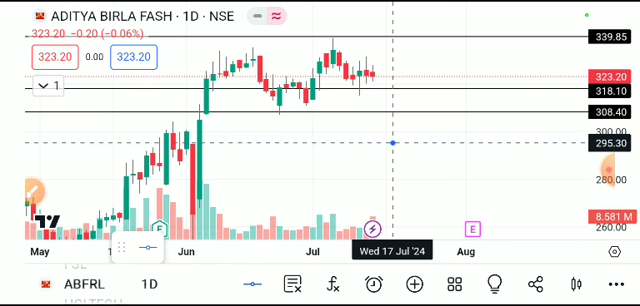 ADITYA BIRLA FASH · 1D · NSE
323.20 −0.20 (−0.06%)
323.20 0.00 323.20
1
339.85
323.20
318.10
308.40
300.00
295.30
280.00
8.581 M
260.00
E
E
May Jun Jul Wed 17 Jul '24 Aug
ABFRL 1D